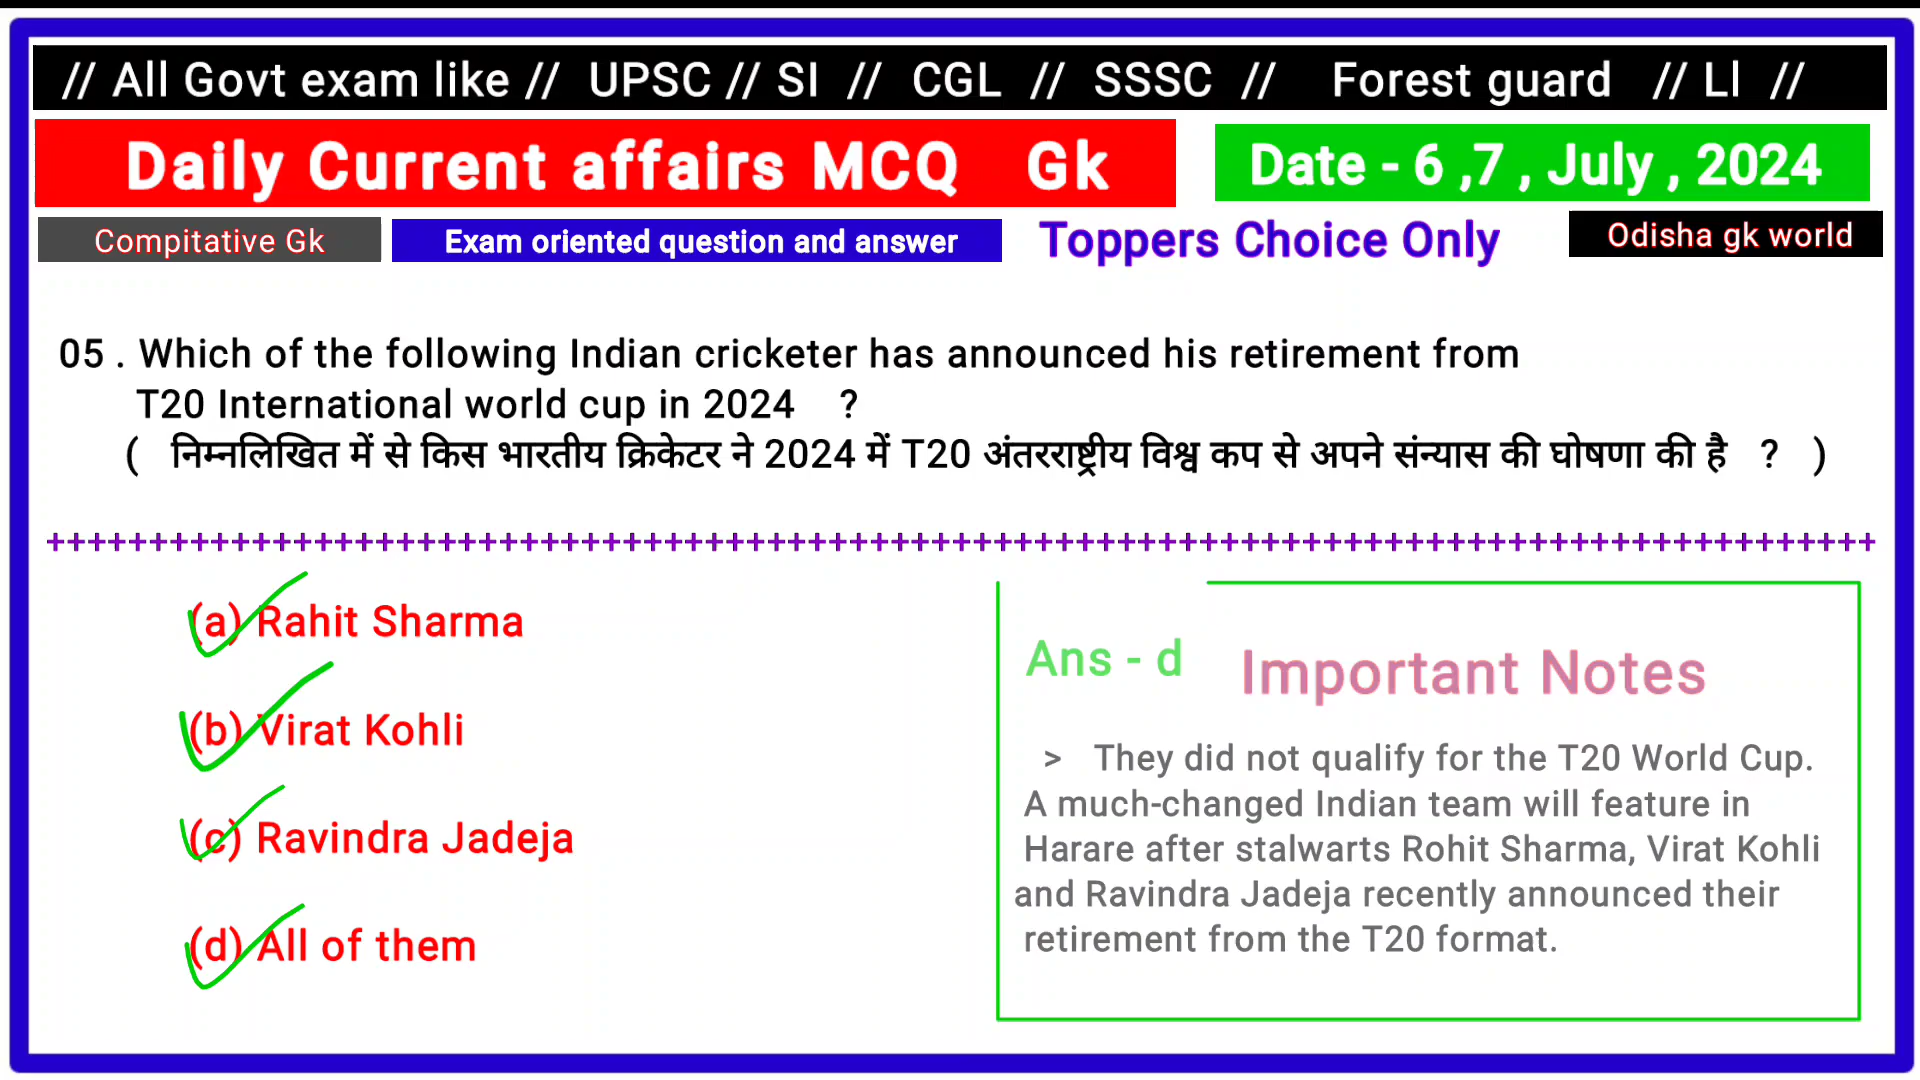 // All Govt exam like // UPSC // SI // CGL // SSSC // Forest guard // Ll //
Daily Current affairs MCQ Gk
Date - 6 ,7 , July , 2024
Compitative Gk
Exam oriented question and answer
Toppers Choice Only
Odisha gk world
05 . Which of the following Indian cricketer has announced his retirement from
T20 International world cup in 2024 ?
( निम्नलिखित में से किस भारतीय क्रिकेटर ने 2024 में T20 अंतरराष्ट्रीय विश्व कप से अपने संन्यास की घोषणा की है ? )
++++++++++++++++++++++++++++++++++++++++++++++++++++++++++++++++++++++++++++++++++++++++
(a) Rahit Sharma
(b) Virat Kohli
(c) Ravindra Jadeja
(d) All of them
Ans - d
Important Notes
> They did not qualify for the T20 World Cup.
A much-changed Indian team will feature in
Harare after stalwarts Rohit Sharma, Virat Kohli
and Ravindra Jadeja recently announced their
retirement from the T20 format.